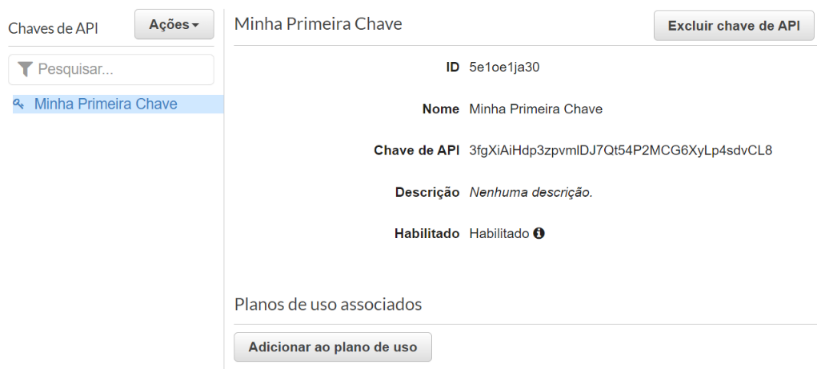 Chaves de API
Ações
Pesquisar...
Minha Primeira Chave
Minha Primeira Chave
Excluir chave de API
ID 5e1oe1ja30
Nome Minha Primeira Chave
Chave de API 3fgXiAiHdp3zpvmlDJ7Qt54P2MCG6XyLp4sdvCL8
Descrição Nenhuma descrição.
Habilitado Habilitado
Planos de uso associados
Adicionar ao plano de uso